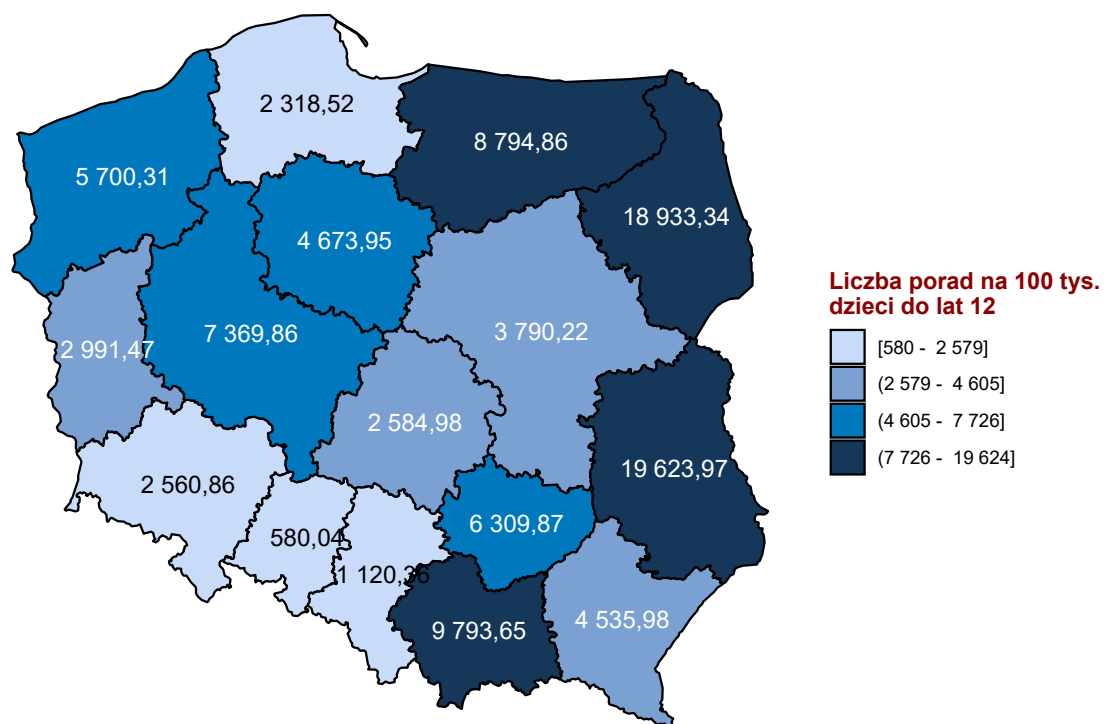 2 318,52
8 794,86
5 700,31
18 933,34
4 673,95
7 369,86
3 790,22
2 991,47
2 584,98
19 623,97
2 560,86
6 309,87
580,04
1 120,36
4 535,98
9 793,65
Liczba porad na 100 tys.
dzieci do lat 12
[580 - 2 579]
(2 579 - 4 605]
(4 605 - 7 726]
(7 726 - 19 624]